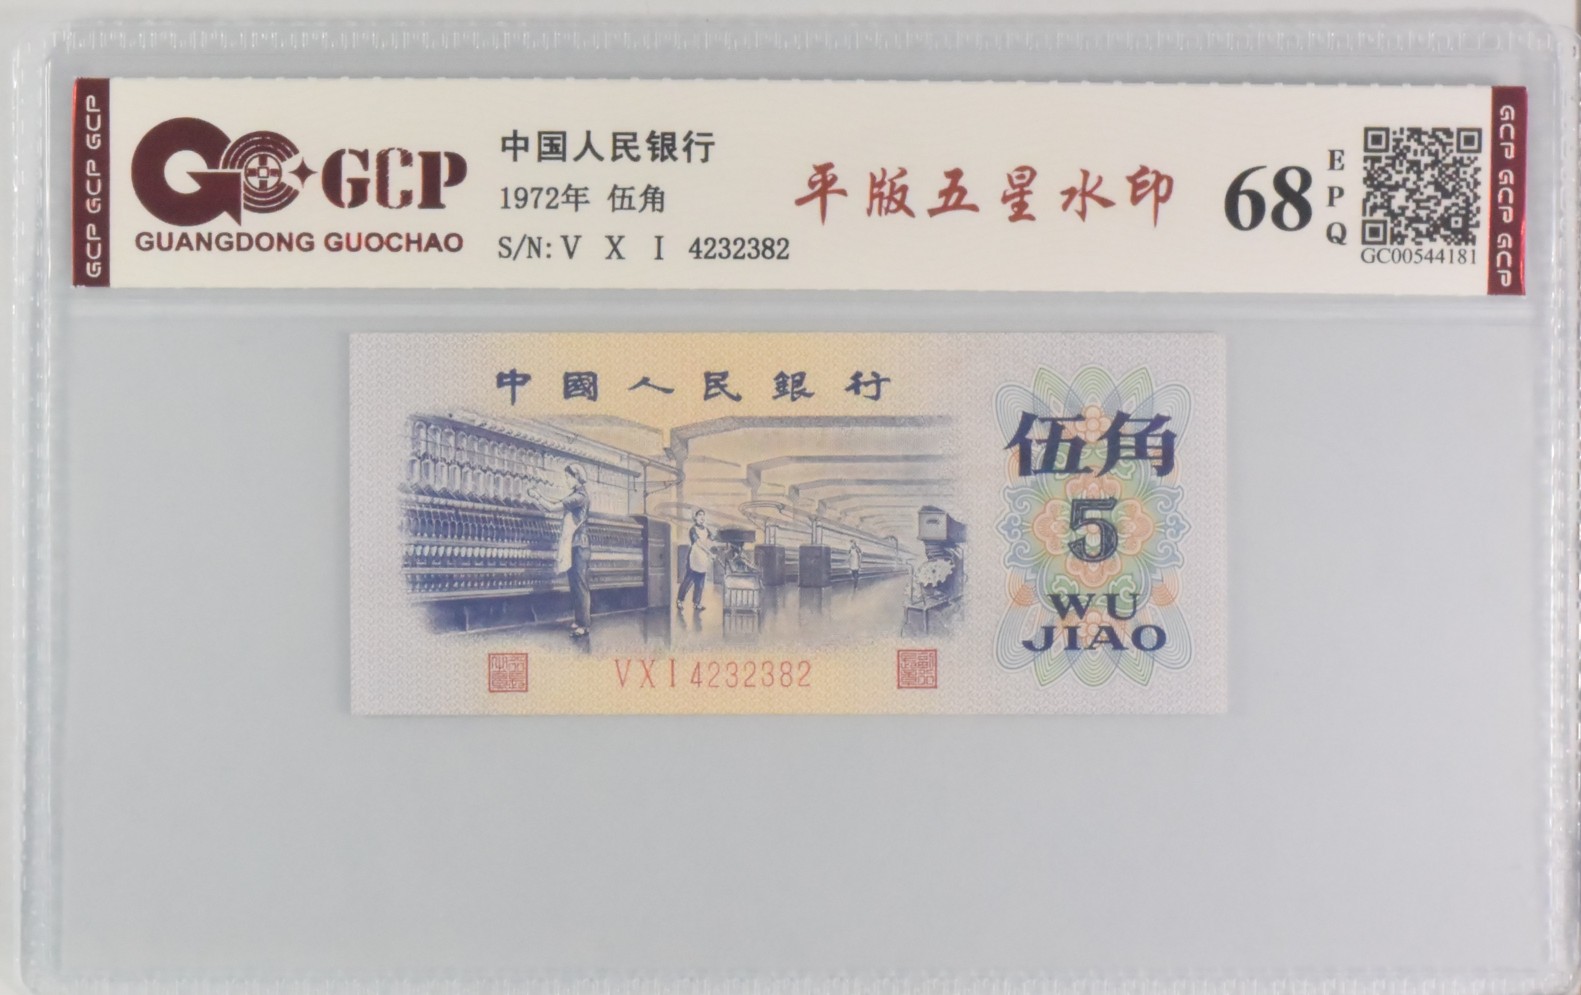 GCP GCP GCP
GCP
GUANGDONG GUOCHAO
中国人民银行
1972年 伍角
S/N: V X I 4232382
平版五星水印
68
EPQ
GC00544181
GCP GCP GCP
中國人民銀行
伍角
5
WU
JIAO
VXI4232382